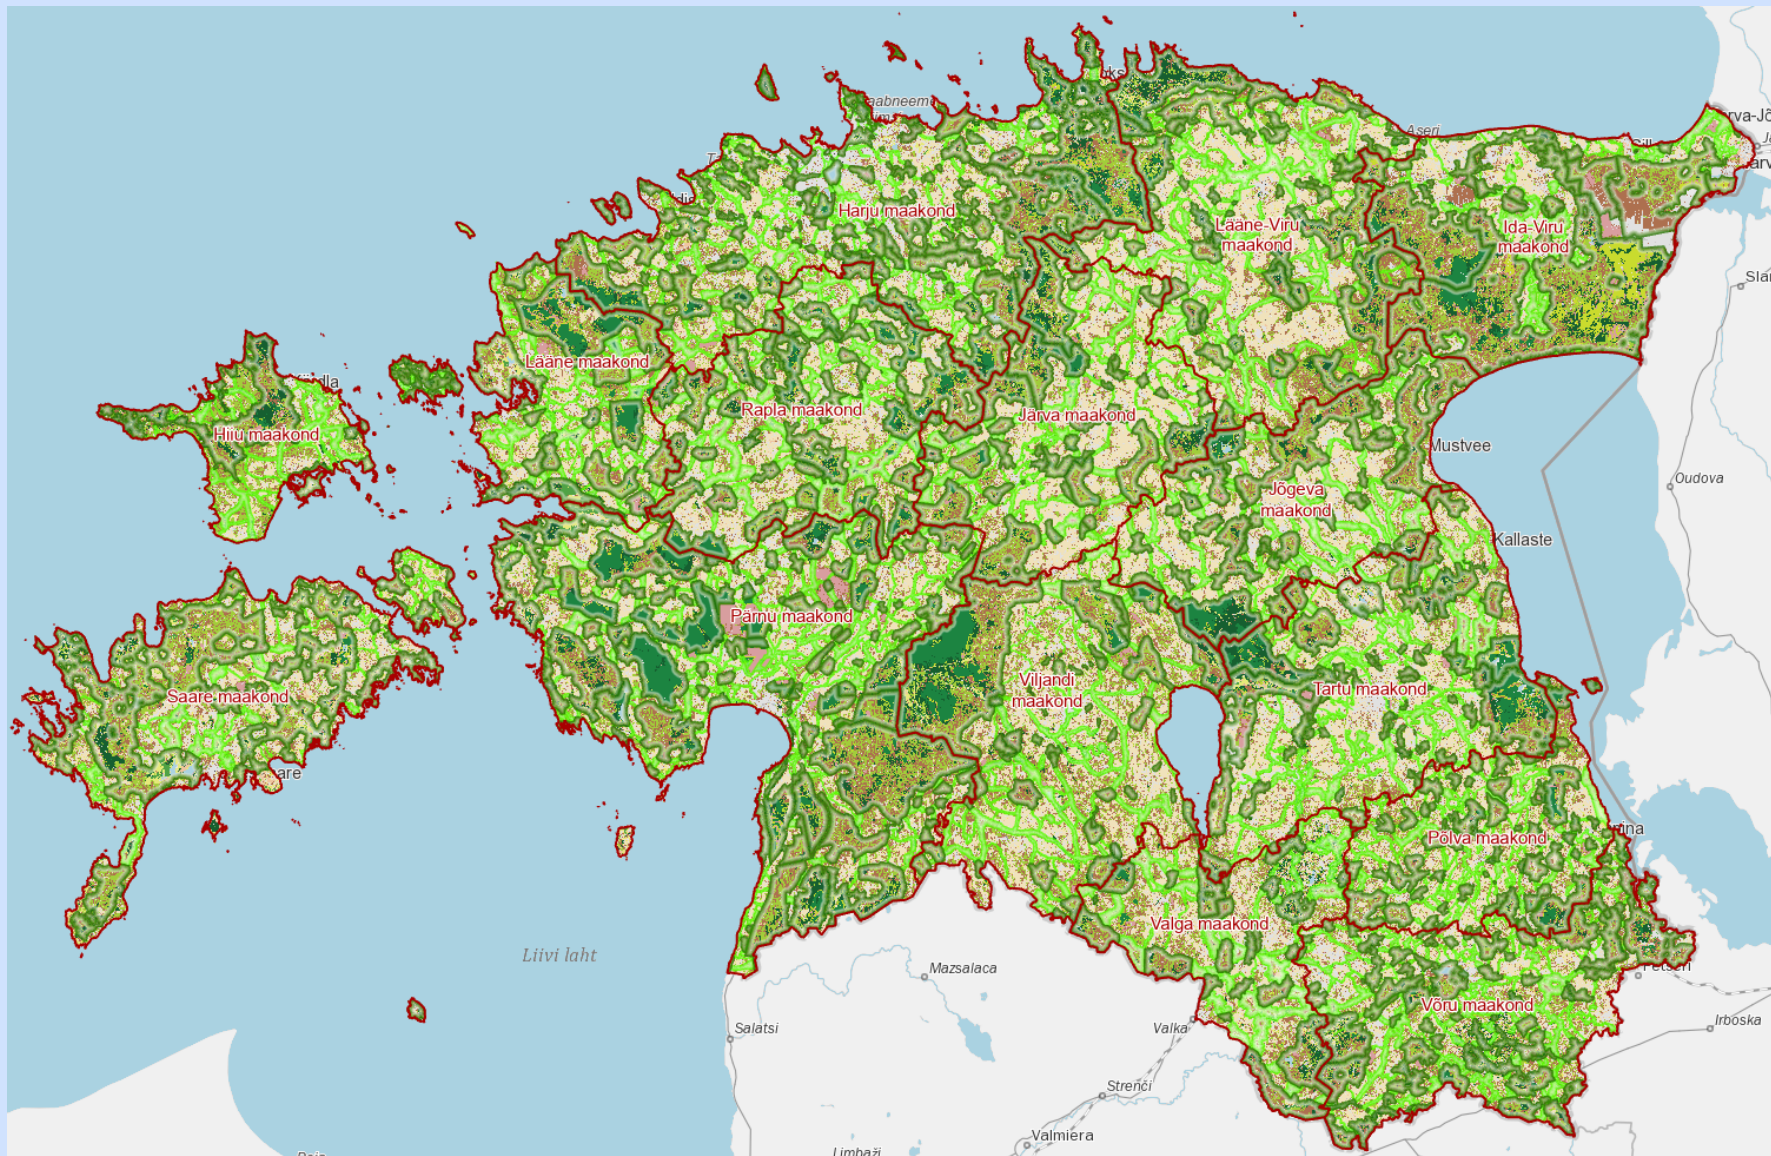 Aseri
Harju maakond
Lääne-Viru
maakond
Ida-Viru
maakond
Lääne maakond
Rapla maakond
Järva maakond
Hiiu maakond
Mustvee
Oudova
Jõgeva
maakond
Kallaste
Pärnu maakond
Viljandi
maakond
Tartu maakond
Saare maakond
Põlva maakond
Valga maakond
Liivi laht
Mazsalaca
Võru maakond
Salatsi
Valka
Irboska
Strenči
Valmiera
Limbaži